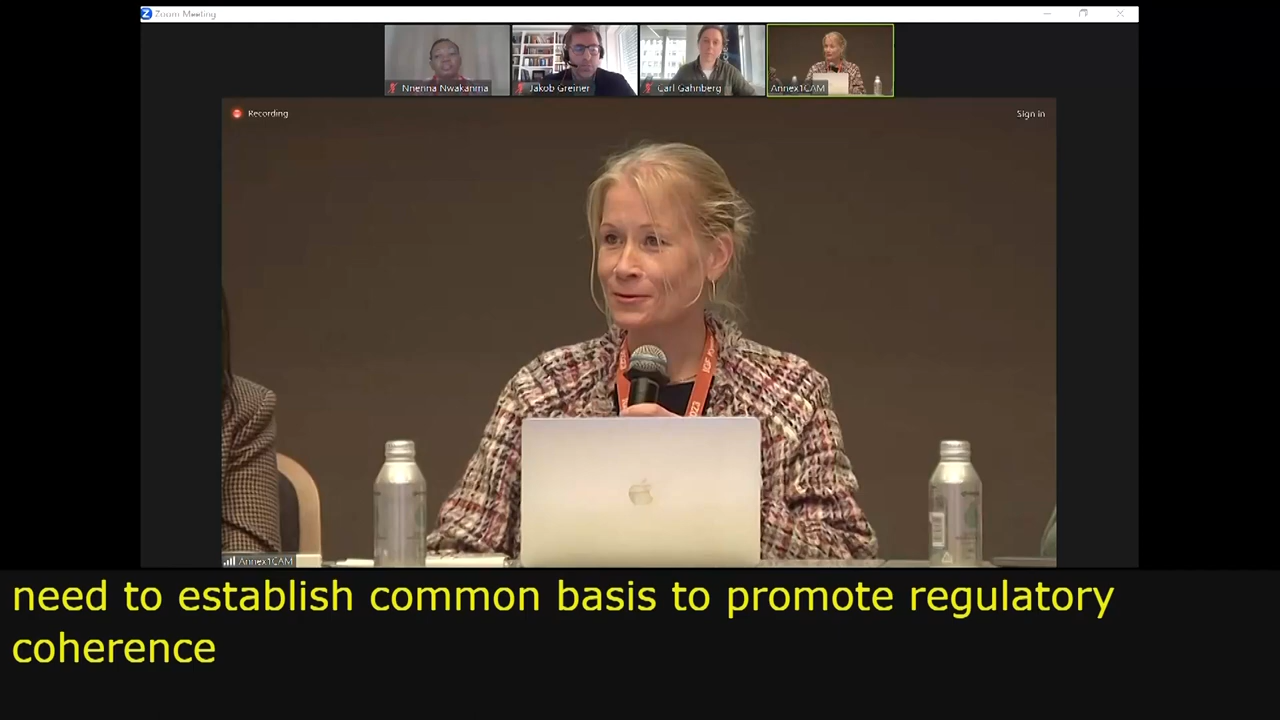 Zoom Meeting
Nnenna Nwakanma
Jakob Greiner
Carl Gahnberg
Annex1CAM
Recording
Sign in
2023
Annex1CAM
need to establish common basis to promote regulatory
coherence